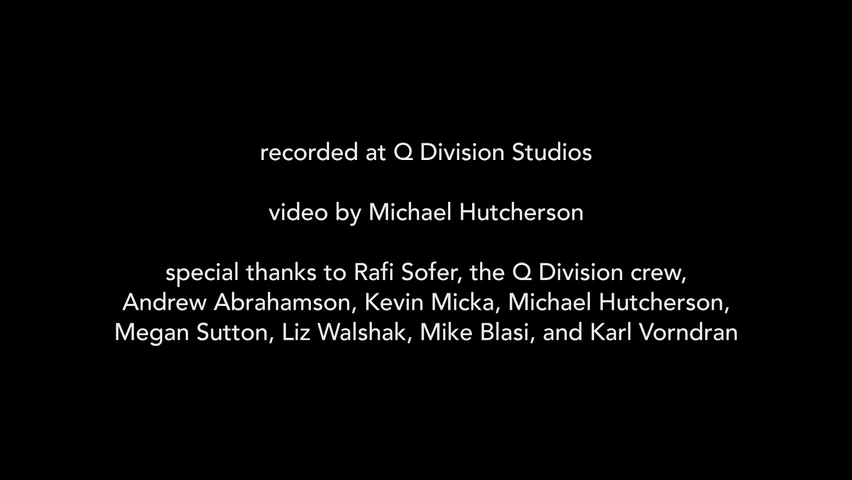 recorded at Q Division Studios
video by Michael Hutcherson
special thanks to Rafi Sofer, the Q Division crew,
Andrew Abrahamson, Kevin Micka, Michael Hutcherson,
Megan Sutton, Liz Walshak, Mike Blasi, and Karl Vorndran